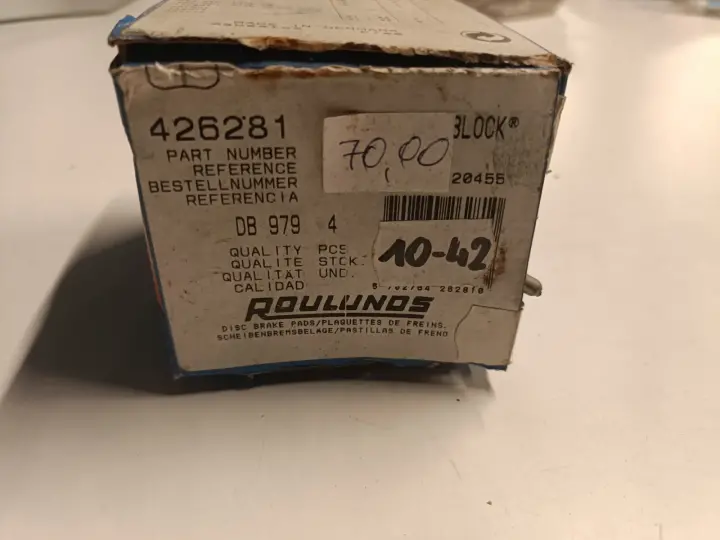 426281
BLOCK®
70,00
PART NUMBER
REFERENCE
BESTELLNUMMER
REFERENCIA
20455
DB 979 4
QUALITY PCS.
QUALITE STCK.
QUALITÄT UND.
CALIDAD
10-42
ROULUNDS
DISC BRAKE PADS/PLAQUETTES DE FREINS.
SCHEIBENBREMSBELAGE/PASTILLAS DE FRENO